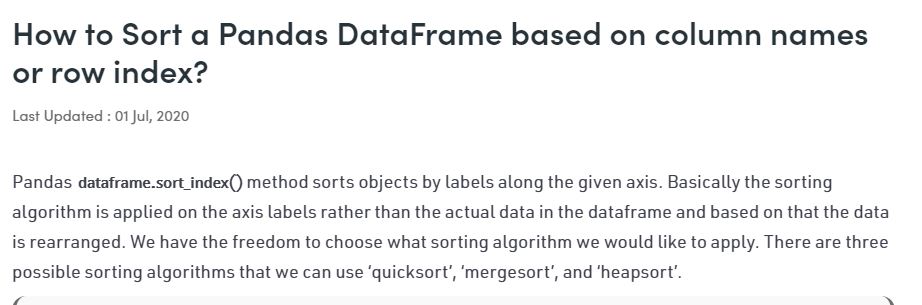 How to Sort a Pandas DataFrame based on column names
or row index?
Last Updated : 01 Jul, 2020
Pandas dataframe.sort_index() method sorts objects by labels along the given axis. Basically the sorting
algorithm is applied on the axis labels rather than the actual data in the dataframe and based on that the data
is rearranged. We have the freedom to choose what sorting algorithm we would like to apply. There are three
possible sorting algorithms that we can use ‘quicksort’, ‘mergesort’, and ‘heapsort’.